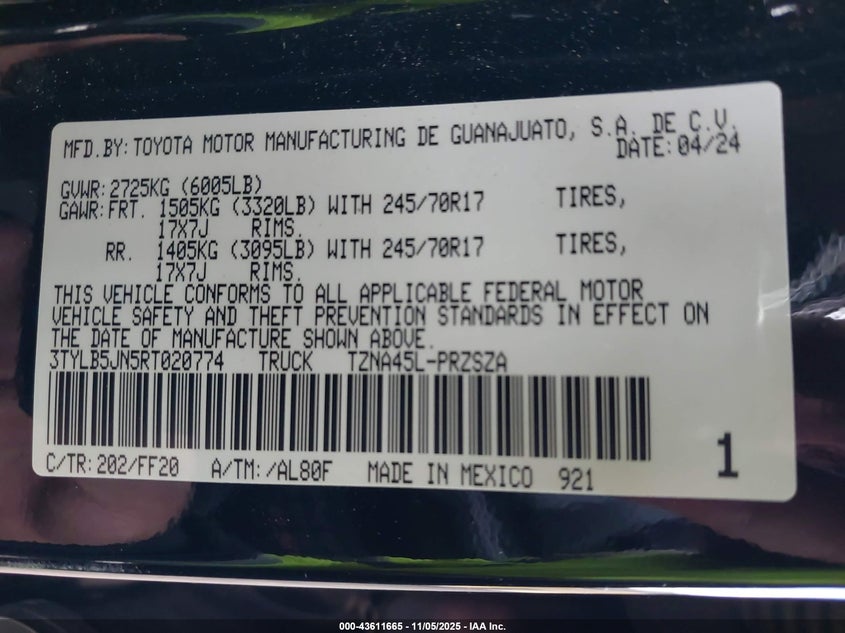 MFD.BY: TOYOTA MOTOR MANUFACTURING DE GUANAJUATO, S.A. DE C.V.
DATE: 04/24
GVWR: 2725KG (6005LB)
GAWR: FRT. 1505KG (3320LB) WITH 245/70R17 TIRES,
17X7J RIMS.
RR. 1405KG (3095LB) WITH 245/70R17 TIRES,
17X7J RIMS.
THIS VEHICLE CONFORMS TO ALL APPLICABLE FEDERAL MOTOR
VEHICLE SAFETY AND THEFT PREVENTION STANDARDS IN EFFECT ON
THE DATE OF MANUFACTURE SHOWN ABOVE.
3TYLB5JN5RT020774 TRUCK TZNA45L-PRZSZA
C/TR: 202/FF20 A/TM: /AL80F MADE IN MEXICO 921
1
000-43611665 - 11/05/2025 - IAA Inc.